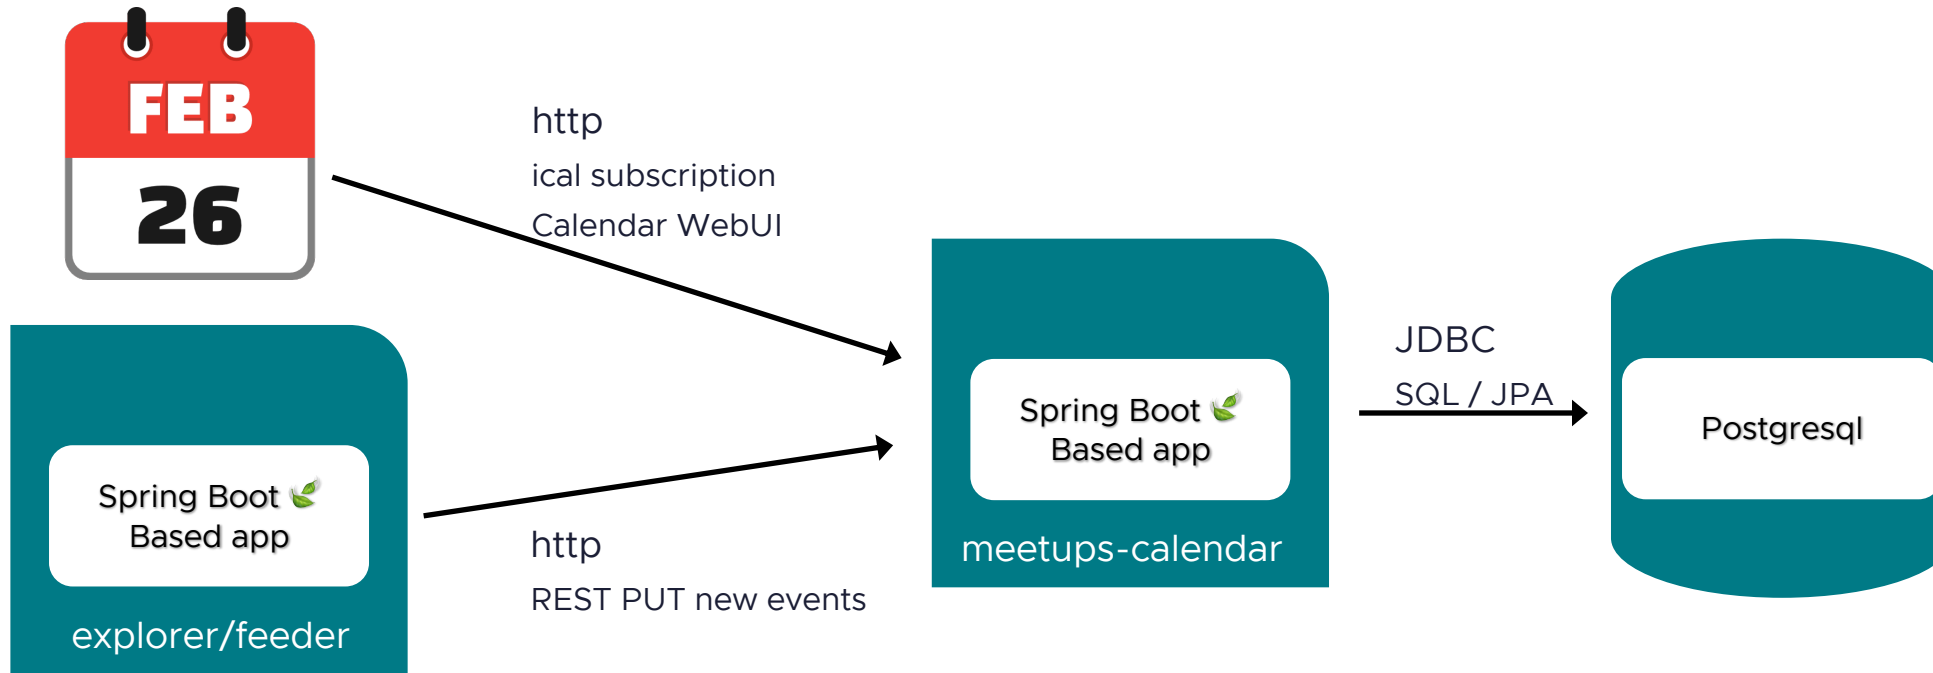 FEB
26
http
ical subscription
Calendar WebUI
Spring Boot
Based app
explorer/feeder
http
REST PUT new events
Spring Boot
Based app
meetups-calendar
JDBC
SQL / JPA
Postgresql